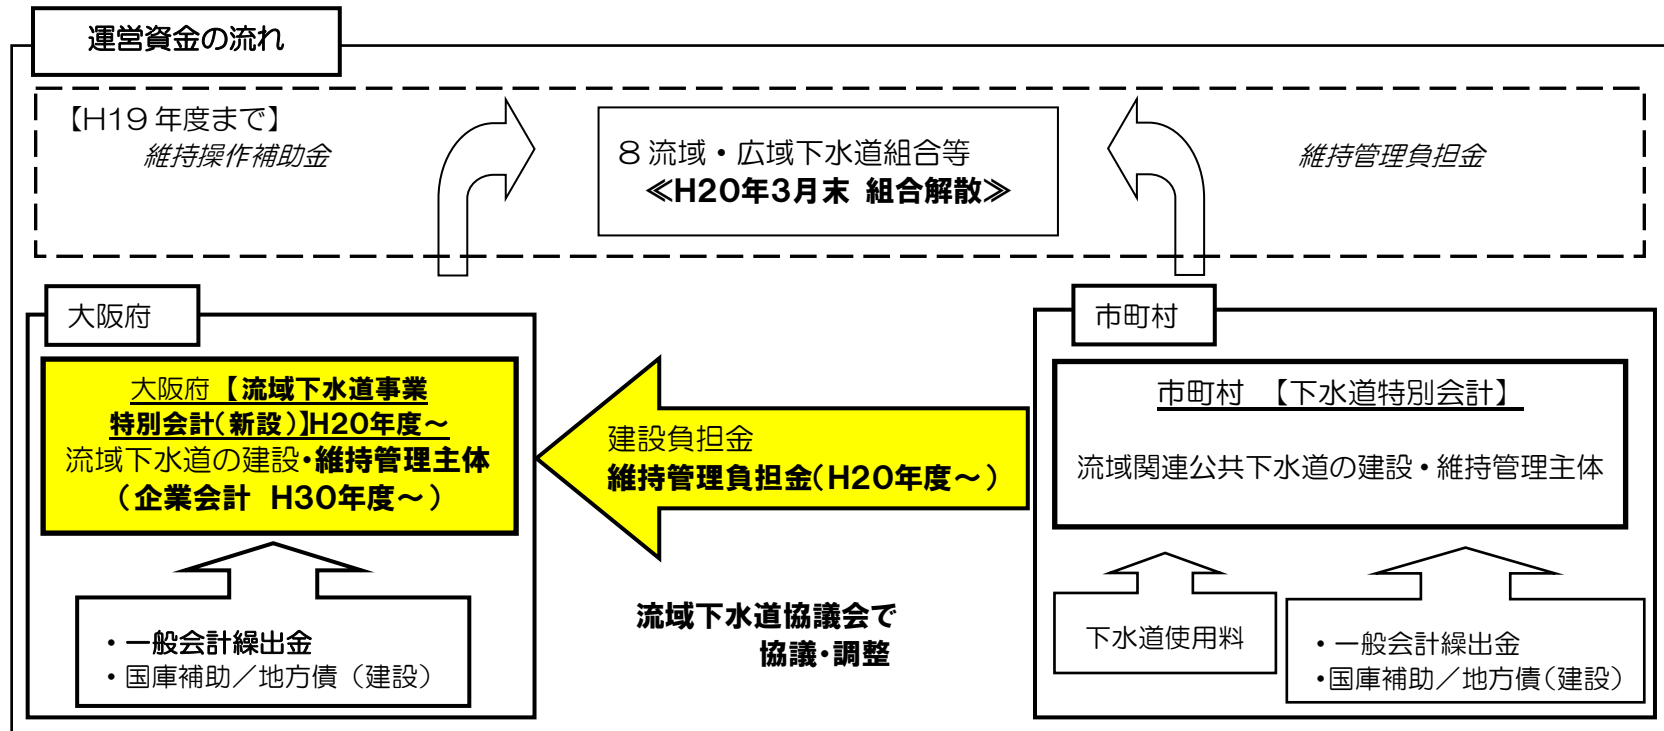 運営資金の流れ
【H19年度まで】
維持操作補助金
8流域・広域下水道組合等
≪H20年3月末 組合解散≫
維持管理負担金
大阪府
大阪府【流域下水道事業
特別会計(新設)】H20年度～
流域下水道の建設・維持管理主体
(企業会計 H30年度～)
・一般会計繰出金
・国庫補助／地方債（建設）
建設負担金
維持管理負担金(H20年度～)
流域下水道協議会で
協議・調整
市町村
市町村 【下水道特別会計】
流域関連公共下水道の建設・維持管理主体
下水道使用料
・一般会計繰出金
・国庫補助／地方債(建設)